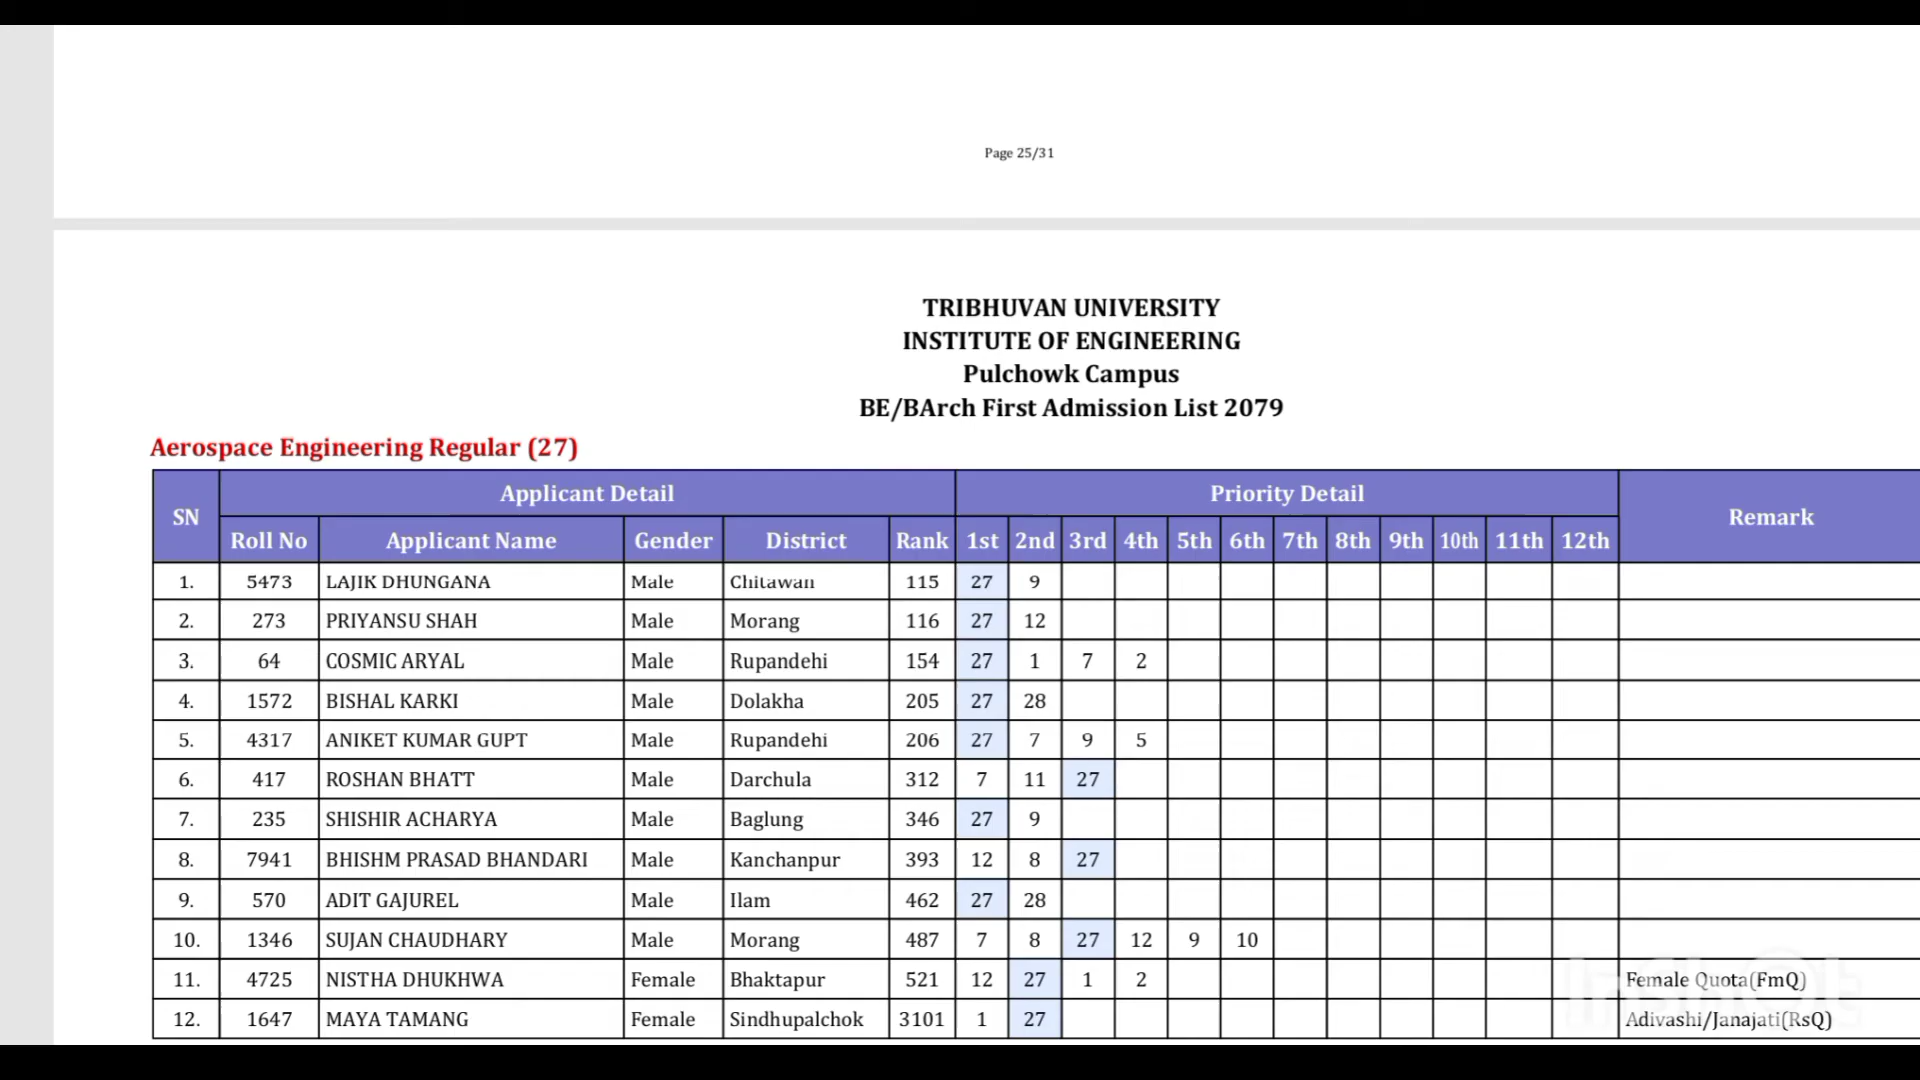 Page 25/31
TRIBHUVAN UNIVERSITY
INSTITUTE OF ENGINEERING
Pulchowk Campus
BE/BArch First Admission List 2079
Aerospace Engineering Regular (27)
SN Applicant Detail Priority Detail Remark
Roll No Applicant Name Gender District Rank 1st 2nd 3rd 4th 5th 6th 7th 8th 9th 10th 11th 12th
1. 5473 LAJIK DHUNGANA Male Chitawan 115 27 9
2. 273 PRIYANSU SHAH Male Morang 116 27 12
3. 64 COSMIC ARYAL Male Rupandehi 154 27 1 7 2
4. 1572 BISHAL KARKI Male Dolakha 205 27 28
5. 4317 ANIKET KUMAR GUPT Male Rupandehi 206 27 7 9 5
6. 417 ROSHAN BHATT Male Darchula 312 7 11 27
7. 235 SHISHIR ACHARYA Male Baglung 346 27 9
8. 7941 BHISHM PRASAD BHANDARI Male Kanchanpur 393 12 8 27
9. 570 ADIT GAJUREL Male Ilam 462 27 28
10. 1346 SUJAN CHAUDHARY Male Morang 487 7 8 27 12 9 10
11. 4725 NISTHA DHUKHWA Female Bhaktapur 521 12 27 1 2 Female Quota(FmQ)
12. 1647 MAYA TAMANG Female Sindhupalchok 3101 1 27 Adivashi/Janajati(RsQ)
InShOt